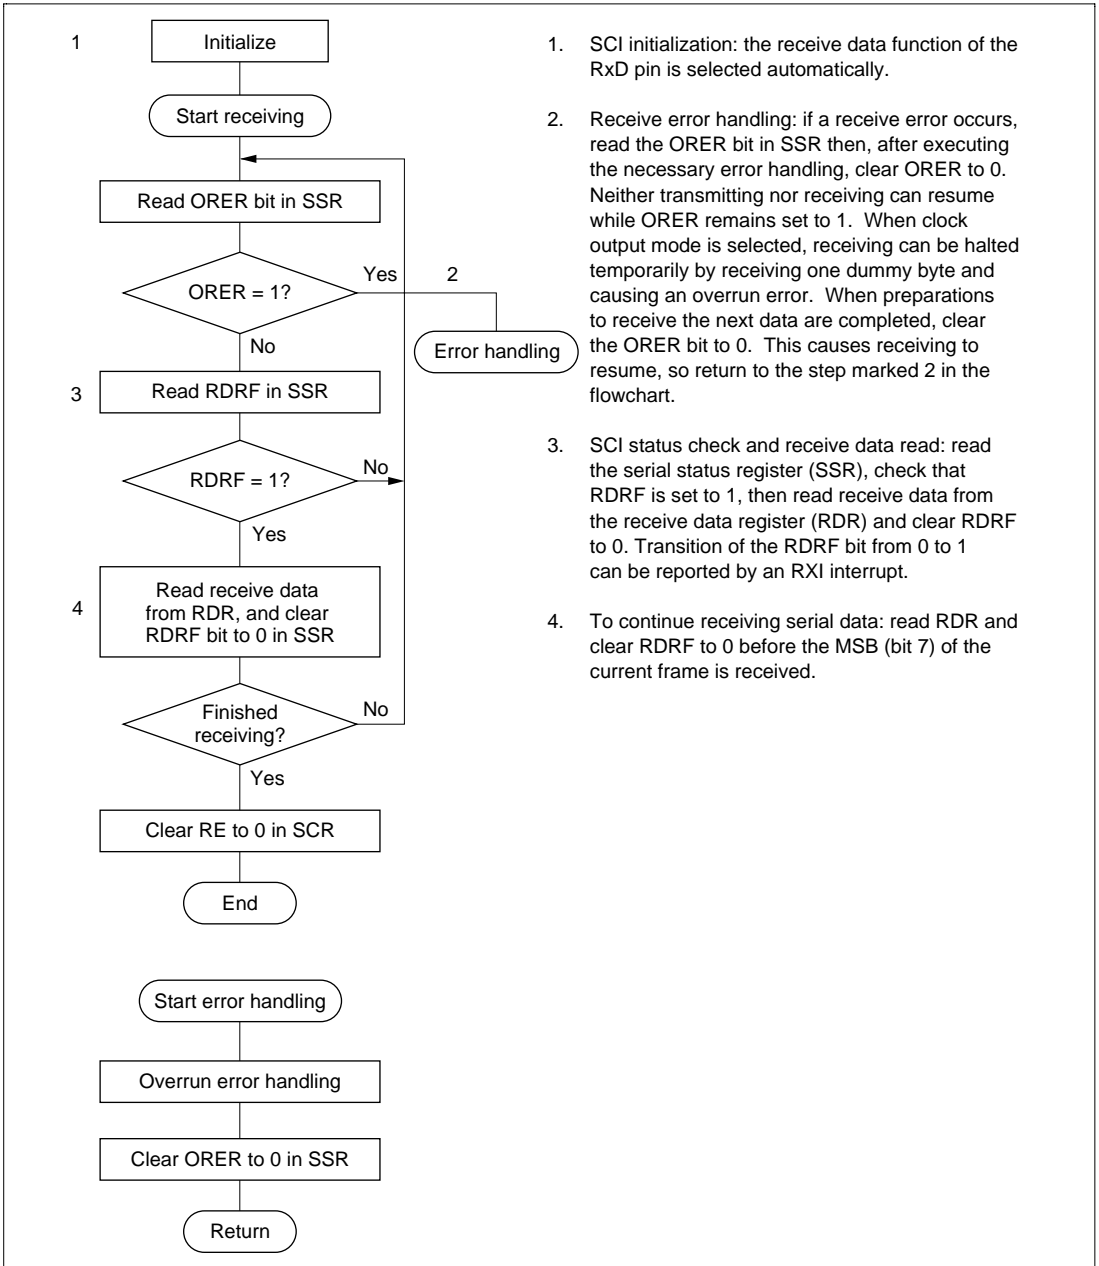 1
Initialize
Start receiving
Read ORER bit in SSR
ORER = 1?
Yes
2
Error handling
No
3
Read RDRF in SSR
RDRF = 1?
No
Yes
4
Read receive data
from RDR, and clear
RDRF bit to 0 in SSR
Finished
receiving?
No
Yes
Clear RE to 0 in SCR
End
Start error handling
Overrun error handling
Clear ORER to 0 in SSR
Return
1. SCI initialization: the receive data function of the
RxD pin is selected automatically.
2. Receive error handling: if a receive error occurs,
read the ORER bit in SSR then, after executing
the necessary error handling, clear ORER to 0.
Neither transmitting nor receiving can resume
while ORER remains set to 1. When clock
output mode is selected, receiving can be halted
temporarily by receiving one dummy byte and
causing an overrun error. When preparations
to receive the next data are completed, clear
the ORER bit to 0. This causes receiving to
resume, so return to the step marked 2 in the
flowchart.
3. SCI status check and receive data read: read
the serial status register (SSR), check that
RDRF is set to 1, then read receive data from
the receive data register (RDR) and clear RDRF
to 0. Transition of the RDRF bit from 0 to 1
can be reported by an RXI interrupt.
4. To continue receiving serial data: read RDR and
clear RDRF to 0 before the MSB (bit 7) of the
current frame is received.